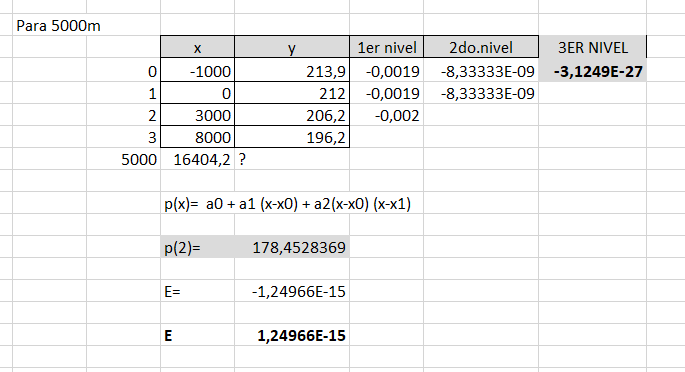 Para 5000m
x y 1er nivel 2do.nivel 3ER NIVEL
0 -1000 213,9 -0,0019 -8,33333E-09 -3,1249E-27
1 0 212 -0,0019 -8,33333E-09
2 3000 206,2 -0,002
3 8000 196,2
5000 16404,2 ?
p(x)= a0 + a1 (x-x0) + a2(x-x0) (x-x1)
p(2)= 178,4528369
E= -1,24966E-15
E 1,24966E-15